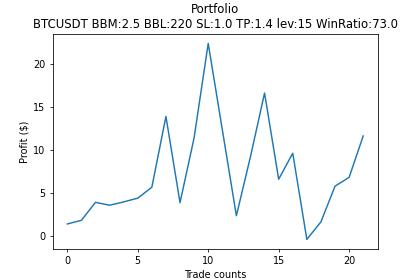 Portfolio
BTCUSDT BBM:2.5 BBL:220 SL:1.0 TP:1.4 lev:15 WinRatio:73.0
20
15
10
5
0
Profit ($)
0 5 10 15 20
Trade counts